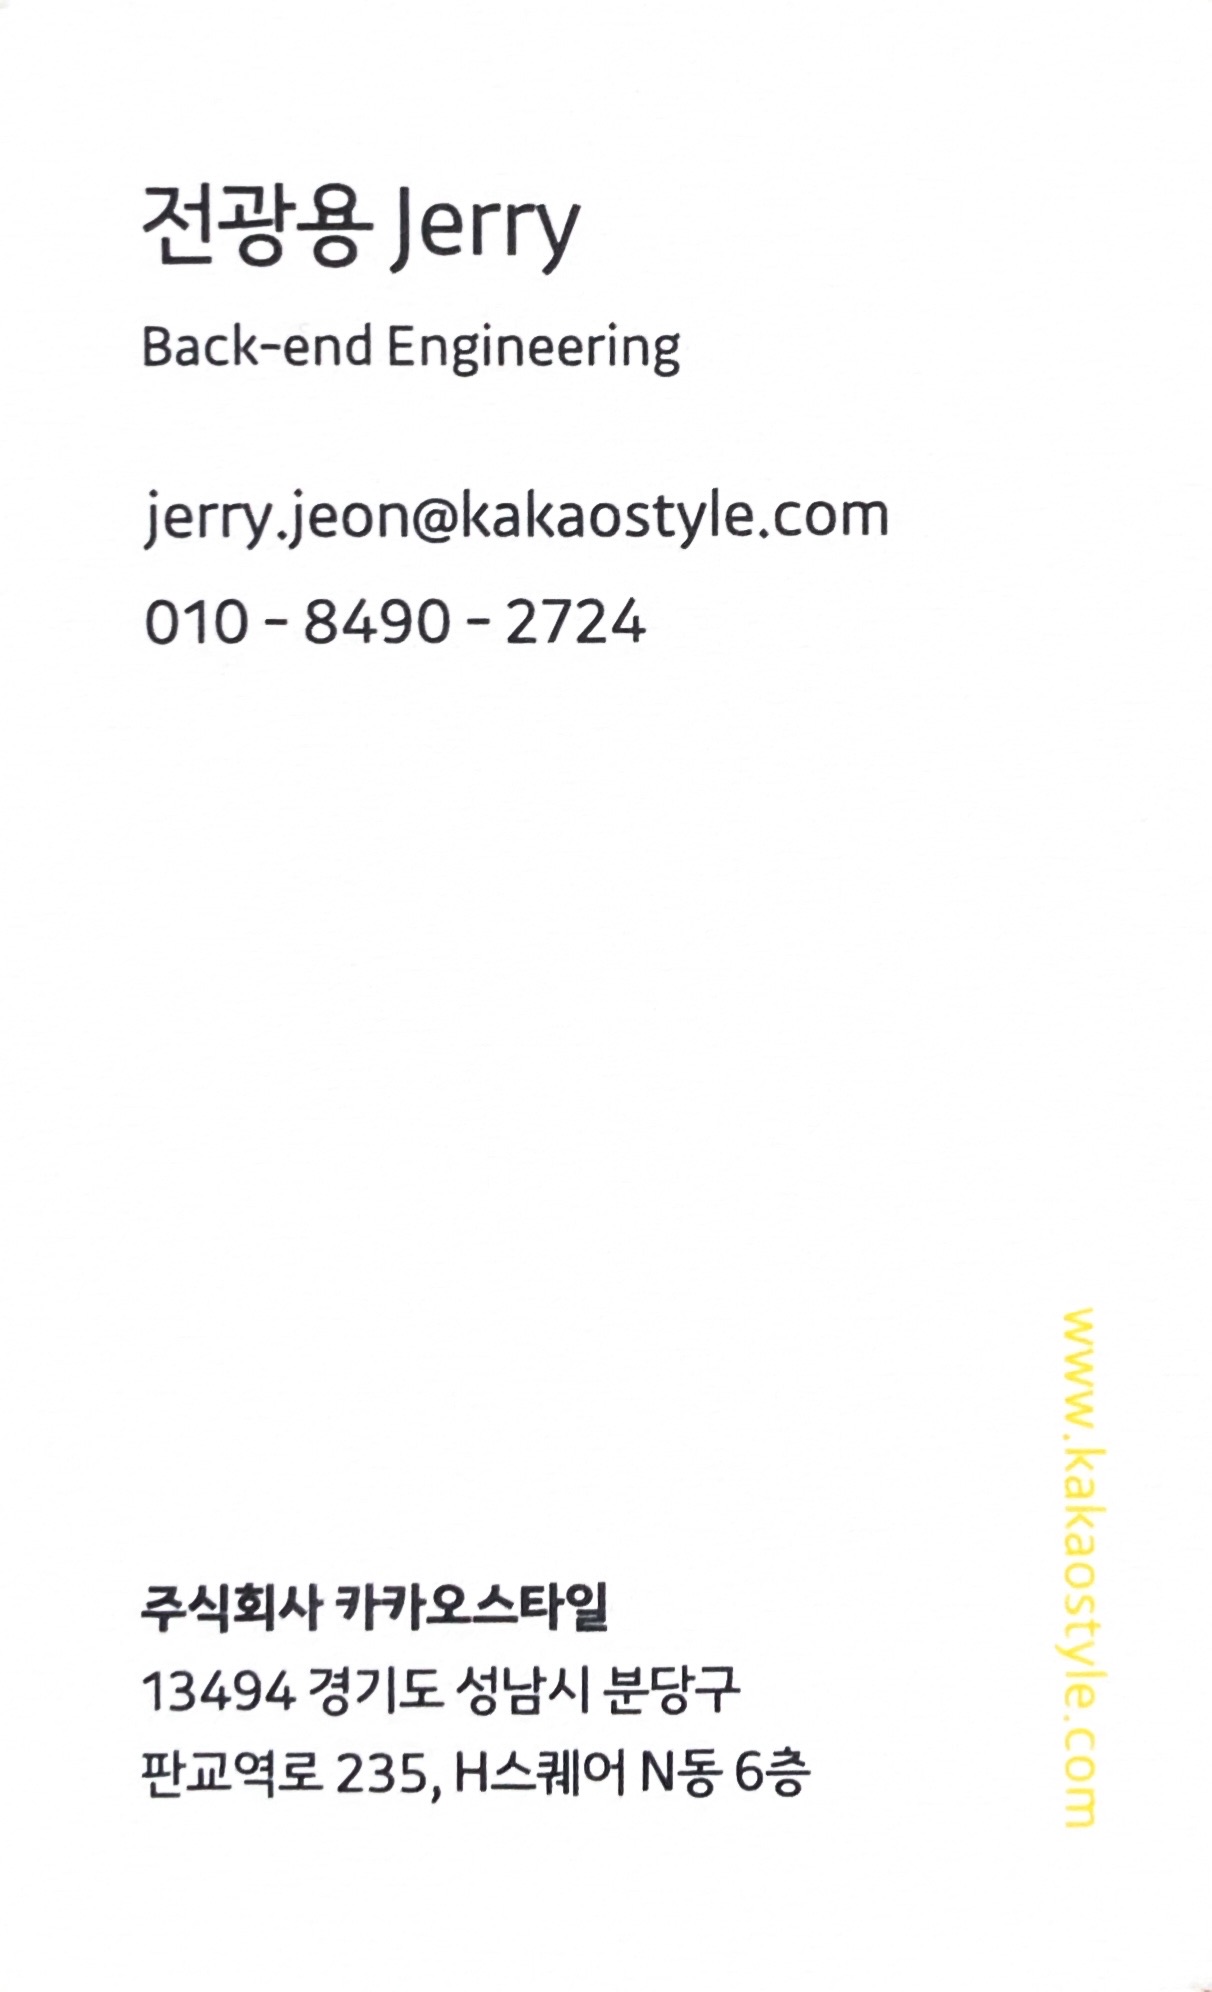 전광용 Jerry
Back-end Engineering
jerry.jeon@kakaostyle.com
010 - 8490 - 2724
주식회사 카카오스타일
13494 경기도 성남시 분당구
판교역로 235, H스퀘어 N동 6층
www.kakaostyle.com